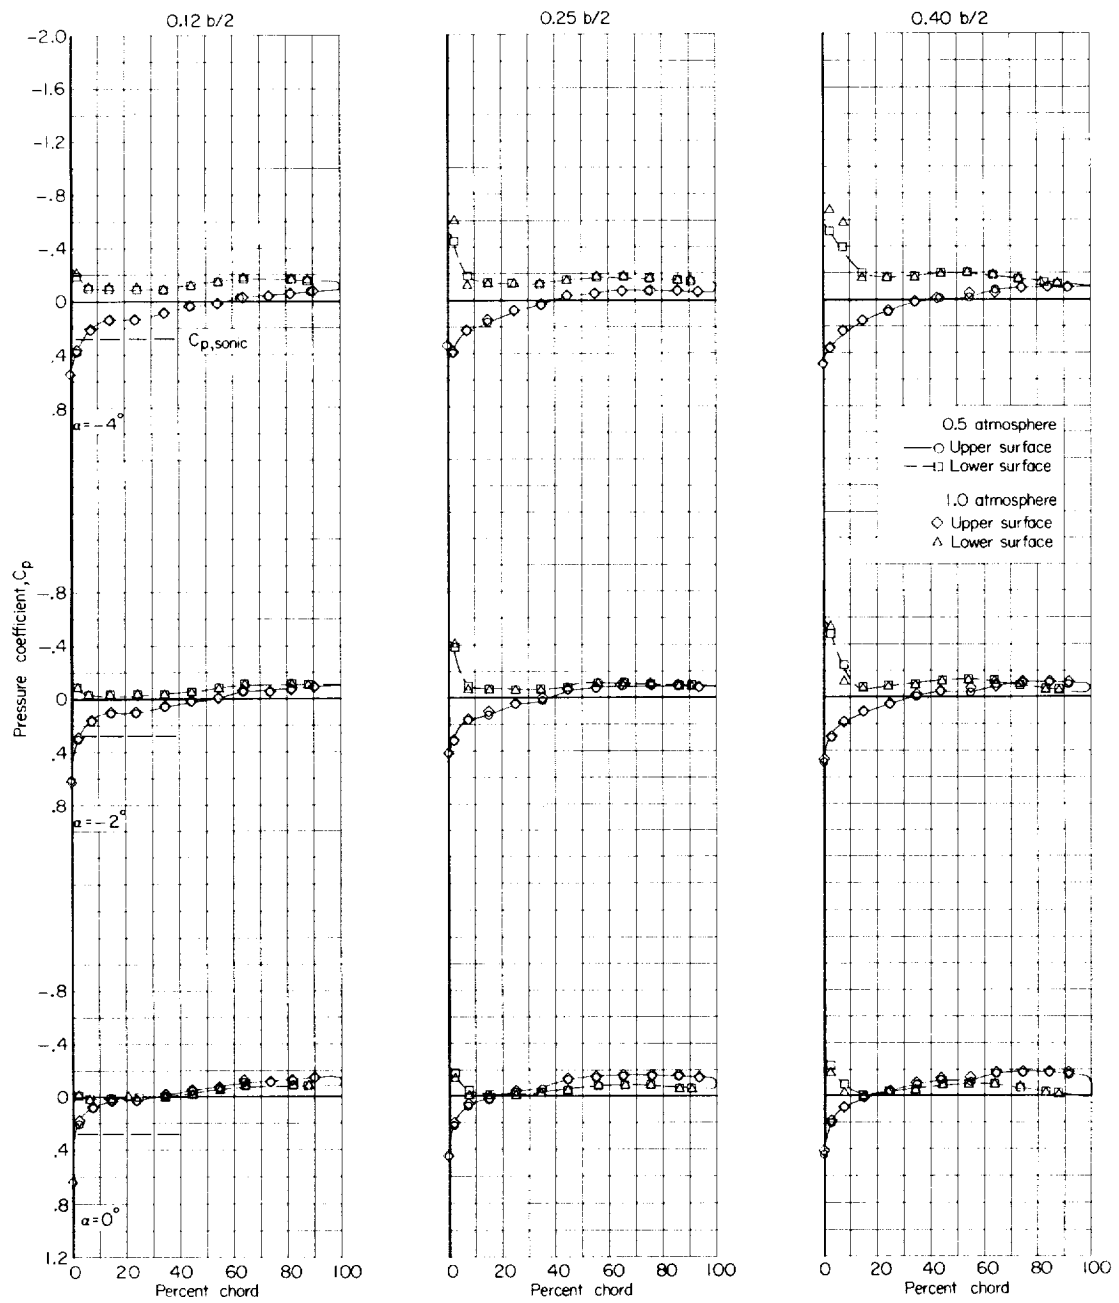 0.12 b/2
0.25 b/2
0.40 b/2
-2.0
-1.6
-1.2
-.8
-.4
0
.4
.8
Cp,sonic
α=-4°
0.5 atmosphere
Upper surface
Lower surface
1.0 atmosphere
Upper surface
Lower surface
Pressure coefficient, Cp
-.8
-.4
0
.4
.8
α=-2°
-.8
-.4
0
.4
.8
1.2
α=0°
0 20 40 60 80 100
Percent chord
0 20 40 60 80 100
Percent chord
0 20 40 60 80 100
Percent chord